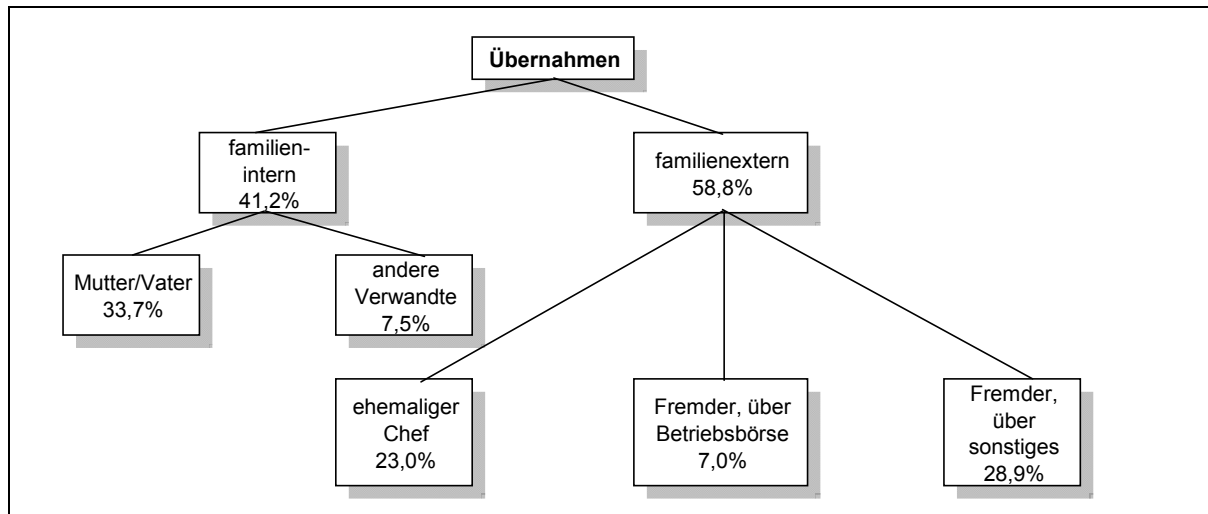 Übernahmen
familien-
intern
41,2%
familienextern
58,8%
Mutter/Vater
33,7%
andere
Verwandte
7,5%
ehemaliger
Chef
23,0%
Fremder, über
Betriebsbörse
7,0%
Fremder,
über
sonstiges
28,9%